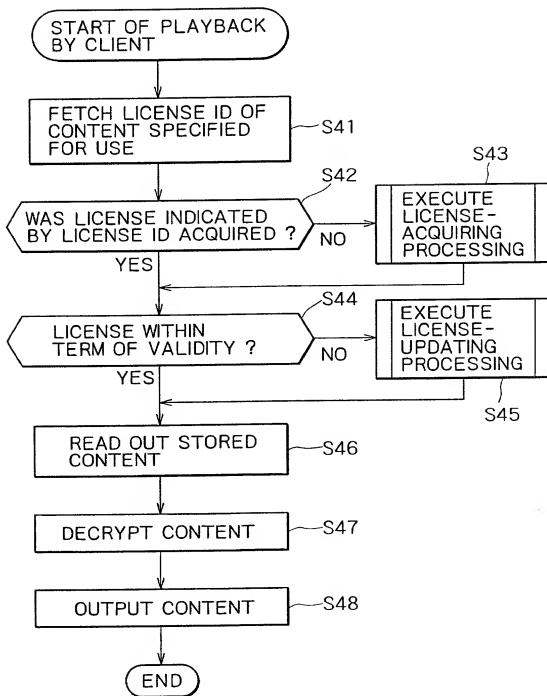 START OF PLAYBACK
BY CLIENT
FETCH LICENSE ID OF
CONTENT SPECIFIED
FOR USE
S41
S42
WAS LICENSE INDICATED
BY LICENSE ID ACQUIRED ?
NO
YES
S43
EXECUTE
LICENSE-
ACQUIRING
PROCESSING
S44
LICENSE WITHIN
TERM OF VALIDITY ?
NO
YES
EXECUTE
LICENSE-
UPDATING
PROCESSING
S45
READ OUT STORED
CONTENT
S46
DECRYPT CONTENT
S47
OUTPUT CONTENT
S48
END